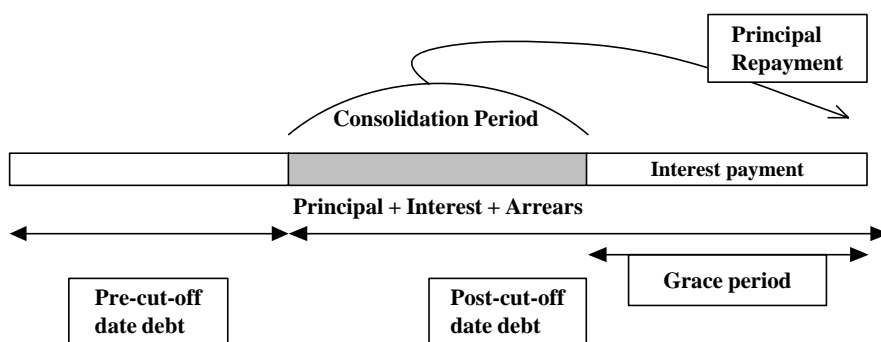 Principal
Repayment
Consolidation Period
Interest payment
Principal + Interest + Arrears
Grace period
Pre-cut-off
date debt
Post-cut-off
date debt